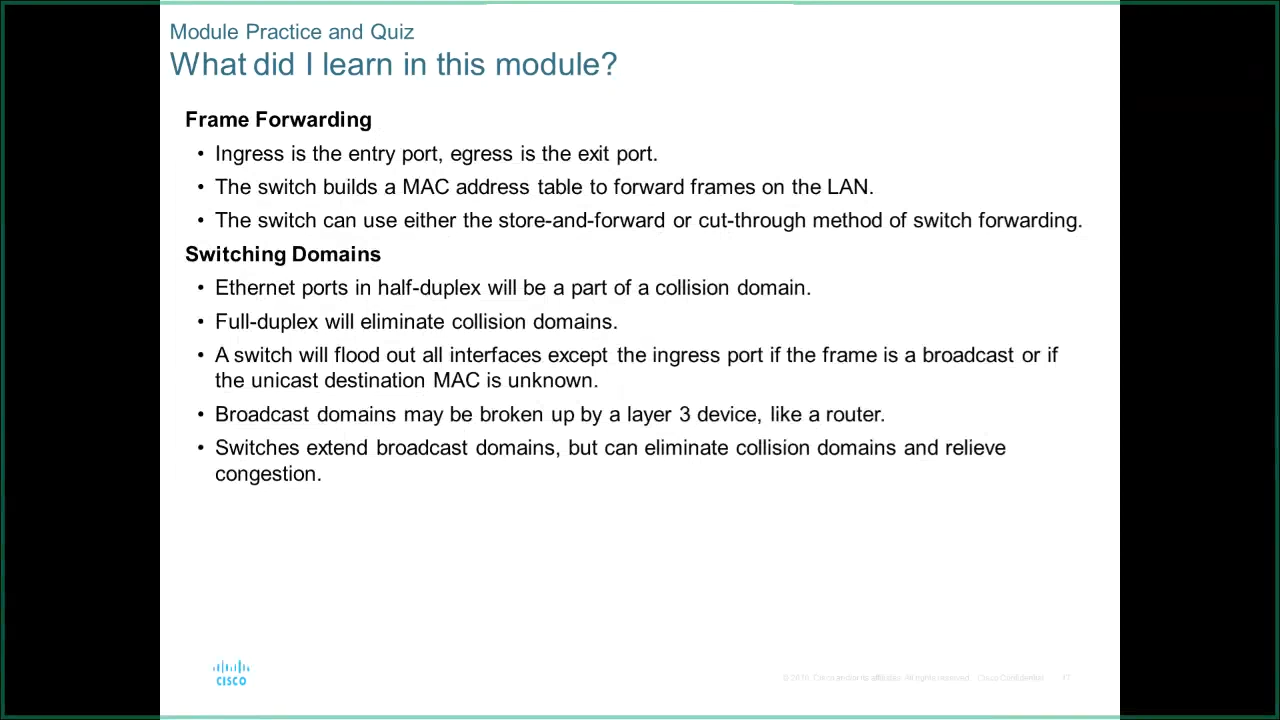 Module Practice and Quiz
What did I learn in this module?
Frame Forwarding
• Ingress is the entry port, egress is the exit port.
• The switch builds a MAC address table to forward frames on the LAN.
• The switch can use either the store-and-forward or cut-through method of switch forwarding.
Switching Domains
• Ethernet ports in half-duplex will be a part of a collision domain.
• Full-duplex will eliminate collision domains.
• A switch will flood out all interfaces except the ingress port if the frame is a broadcast or if
the unicast destination MAC is unknown.
• Broadcast domains may be broken up by a layer 3 device, like a router.
• Switches extend broadcast domains, but can eliminate collision domains and relieve
congestion.
CISCO
affiliates. All rights reserved. Cisco Confidential